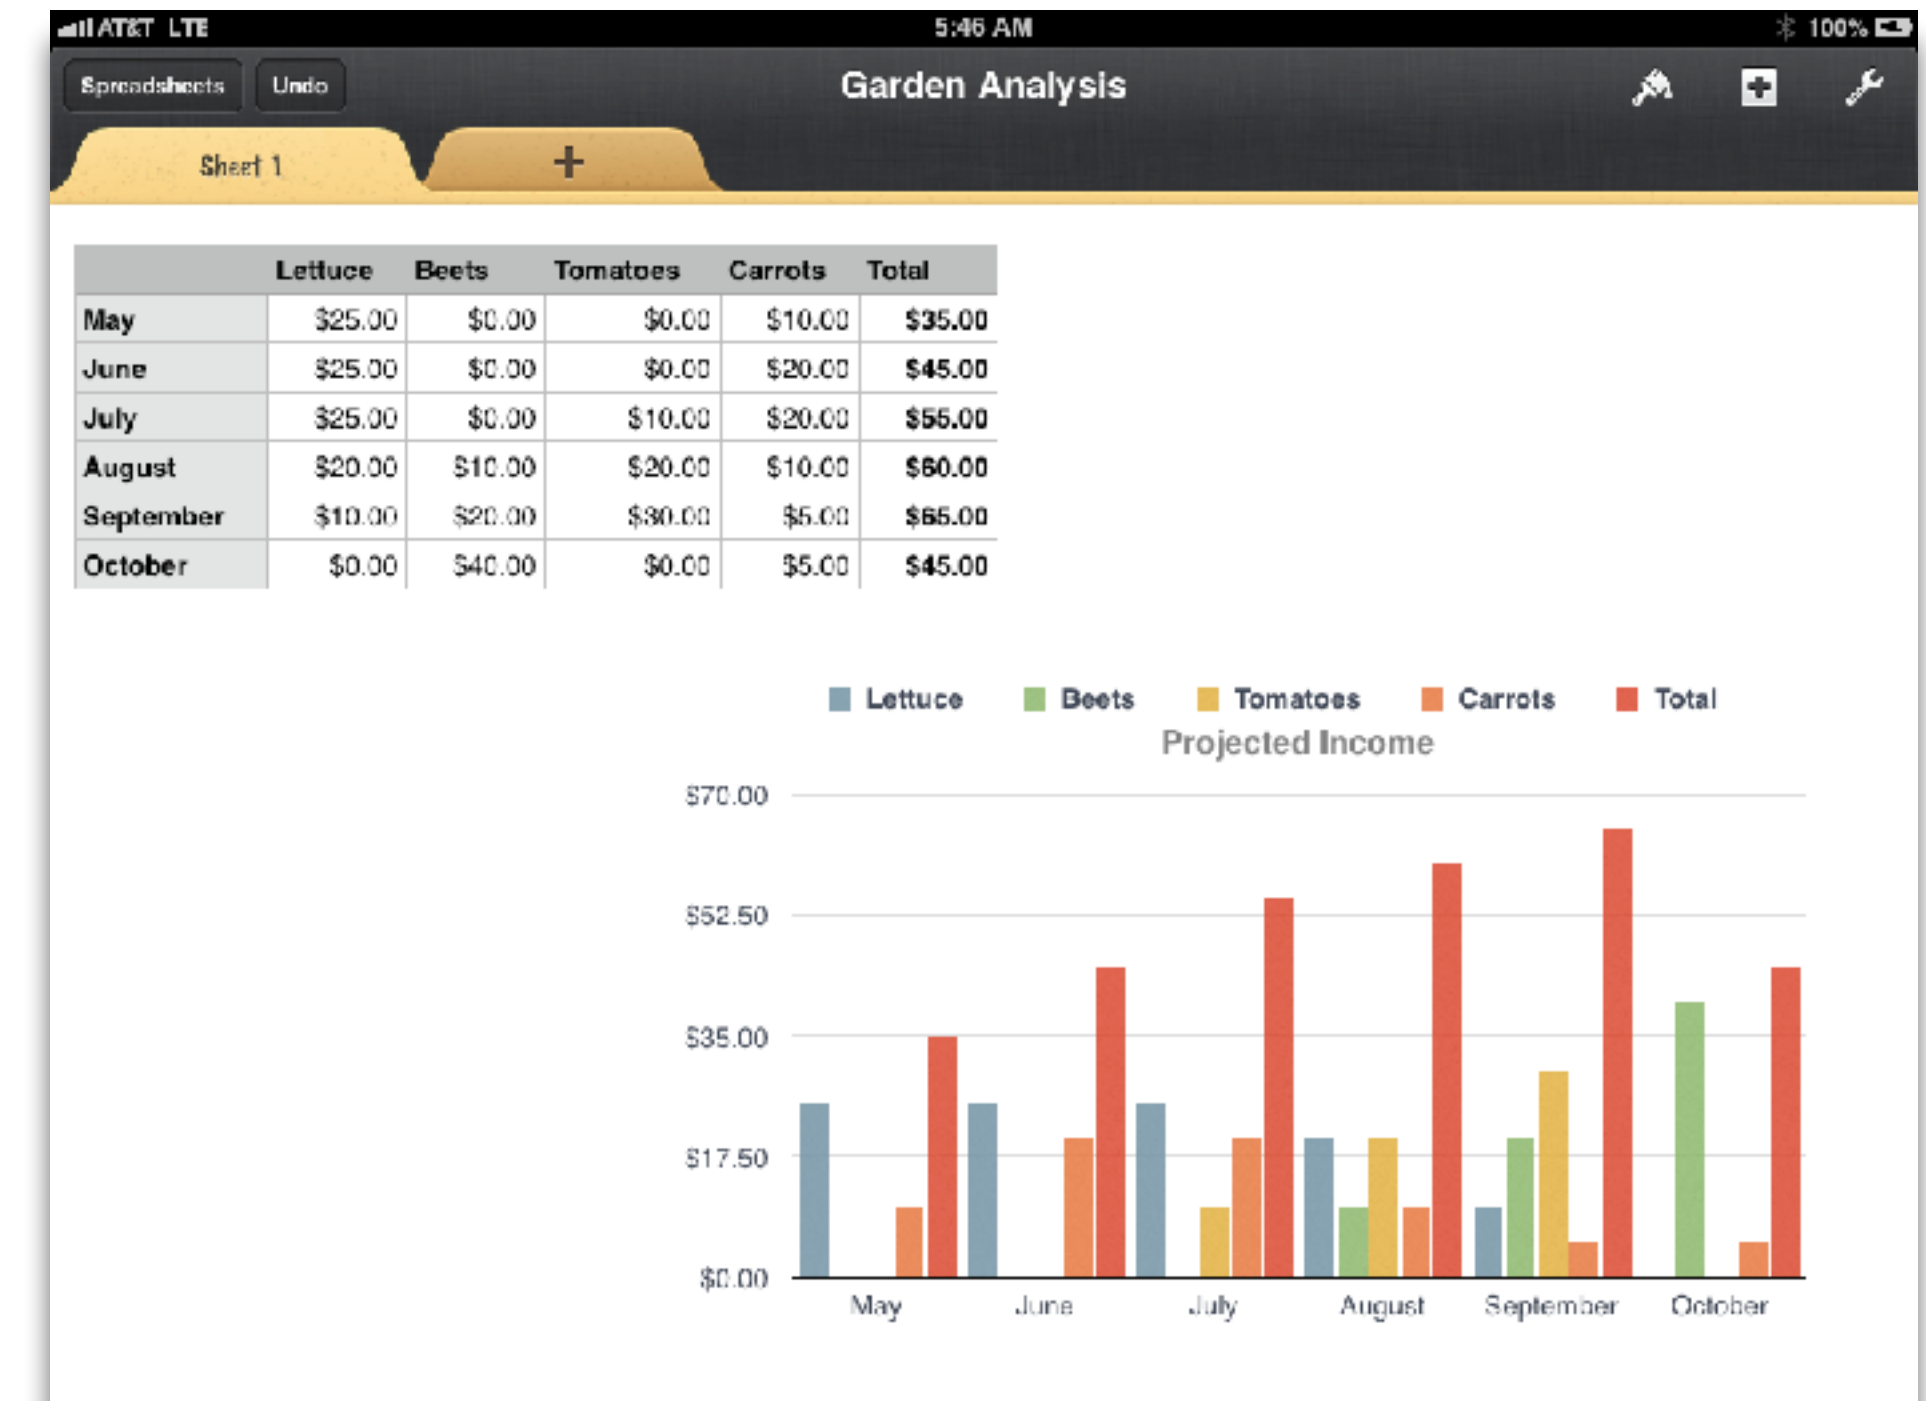 AT&T LTE 5:46 AM 100%
Spreadsheets Undo Garden Analysis
Sheet 1 +
Lettuce Beets Tomatoes Carrots Total
May $25.00 $0.00 $0.00 $10.00 $35.00
June $25.00 $0.00 $0.00 $20.00 $45.00
July $25.00 $0.00 $10.00 $20.00 $55.00
August $20.00 $10.00 $20.00 $10.00 $60.00
September $10.00 $20.00 $30.00 $5.00 $65.00
October $0.00 $40.00 $0.00 $5.00 $45.00
Lettuce Beets Tomatoes Carrots Total
Projected Income
$70.00
$52.50
$35.00
$17.50
$0.00
May June July August September October